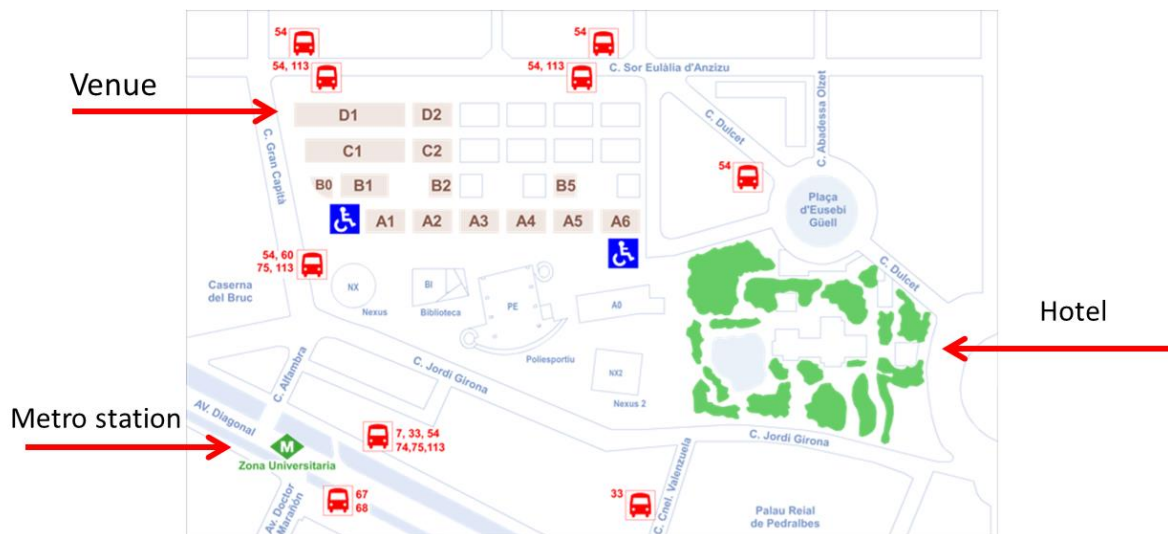 54
54
Venue
54, 113
54, 113
C. Sor Eulàlia d'Anzizu
C. Abadessa Olzet
D1
D2
C. Dulcet
C. Gran Capità
C1
C2
54
B0
B1
B2
B5
Plaça
d'Eusebi
Güell
A1
A2
A3
A4
A5
A6
54, 60
75, 113
C. Dulcet
Caserna
del Bruc
NX
BI
PE
A0
Nexus
Biblioteca
Hotel
Poliesportiu
C. Jordi Girona
NX2
C. Alfambra
Nexus 2
AV. Diagonal
Metro station
7, 33, 54
74,75,113
C. Jordi Girona
M
Zona Universitaria
C. Cnel. Valenzuela
67
68
33
Av. Doctor
Marañón
Palau Reial
de Pedralbes